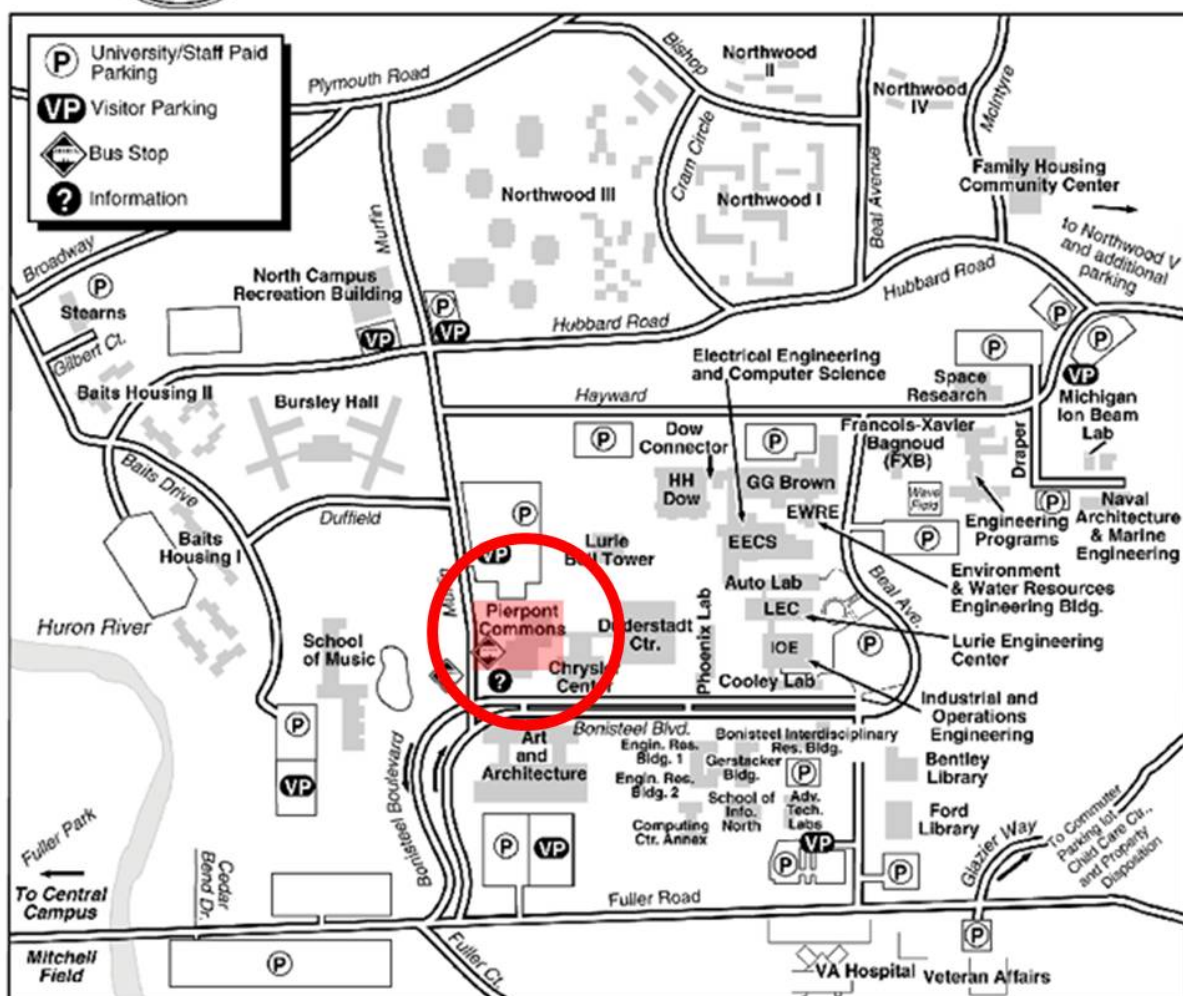 P University/Staff Paid
Parking
VP Visitor Parking
Bus Stop
? Information
Plymouth Road
Bishop
Northwood
II
Northwood
IV
McIntyre
Cram Circle
Beal Avenue
Family Housing
Community Center
to Northwood V
and additional
parking
Northwood III
Northwood I
Murfin
Broadway
P
Stearns
Gilbert Ct.
North Campus
Recreation Building
P
VP
VP
Hubbard Road
Hubbard Road
P
P
P
VP
Michigan
Ion Beam
Lab
Electrical Engineering
and Computer Science
Space
Research
Baits Housing II
Bursley Hall
Hayward
Dow
Connector
P
P
Francois-Xavier
Bagnoud
(FXB)
Draper
HH
Dow
GG Brown
Baits Drive
Duffield
P
VP
Lurie
Bell Tower
EWRE
Wave
Field
P
P
Engineering
Programs
Naval
Architecture
& Marine
Engineering
Baits
Housing I
EECS
Environment
& Water Resources
Engineering Bldg.
Auto Lab
Beal Ave.
Huron River
Murfin
Pierpont
Commons
Duderstadt
Ctr.
LEC
Lurie Engineering
Center
School
of Music
Phoenix Lab
IOE
P
?
Chrysler
Center
Cooley Lab
Industrial and
Operations
Engineering
P
VP
Bonisteel Boulevard
Bonisteel Blvd.
Art
and
Architecture
Engin. Res.
Bldg. 1
Gerstacker
Bldg.
Bonisteel Interdisciplinary
Res. Bldg.
P
Bentley
Library
Engin. Res.
Bldg. 2
School of
Info.
North
Adv.
Tech.
Labs
Computing
Ctr. Annex
Ford
Library
VP
P
P
P
VP
Glazier Way
To Commuter
Parking lot
Child Care Ctr.,
and Property
Disposition
Fuller Park
To Central
Campus
Cedar
Bend Dr.
Fuller Road
Mitchell
Field
P
Fuller Ct.
P
VA Hospital
Veteran Affairs